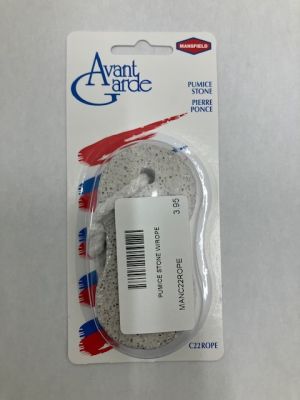 MANSFIELD
Avant
Garde
PUMICE
STONE
PIERRE
PONCE
PUMICE STONE W/ROPE
3.95
MANC22ROPE
C22ROPE